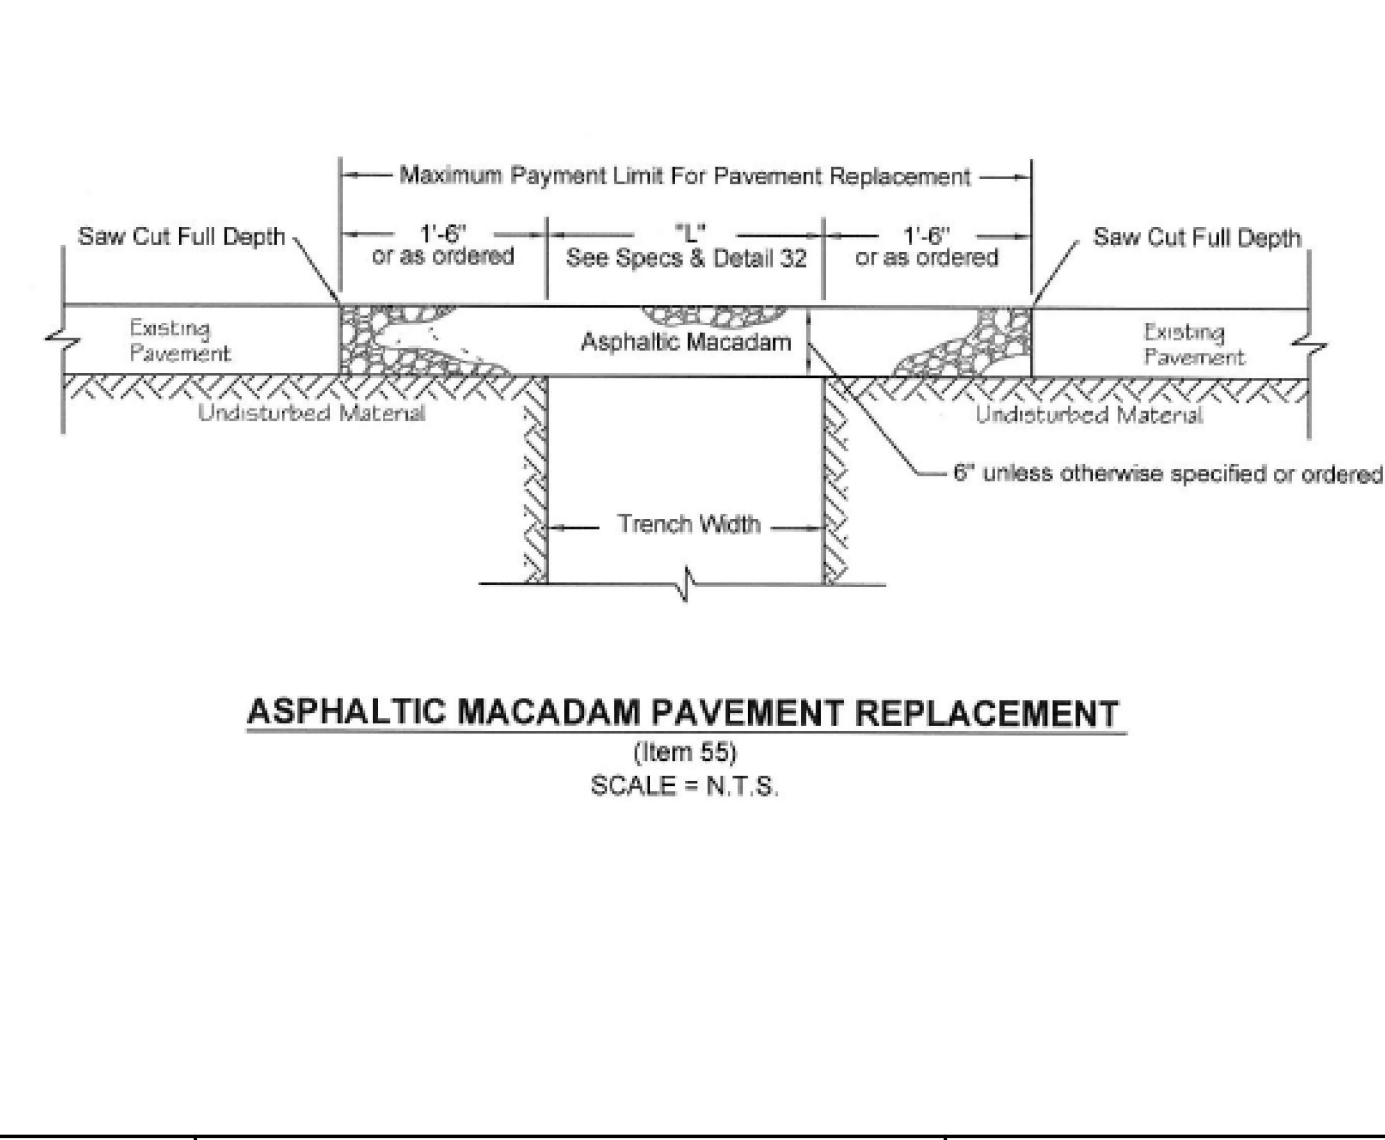 Maximum Payment Limit For Pavement Replacement
Saw Cut Full Depth
1'-6"
or as ordered
"L"
See Specs & Detail 32
1'-6"
or as ordered
Saw Cut Full Depth
Existing
Pavement
Asphaltic Macadam
Existing
Pavement
Undisturbed Material
Undisturbed Material
6" unless otherwise specified or ordered
Trench Width
ASPHALTIC MACADAM PAVEMENT REPLACEMENT
(Item 55)
SCALE = N.T.S.